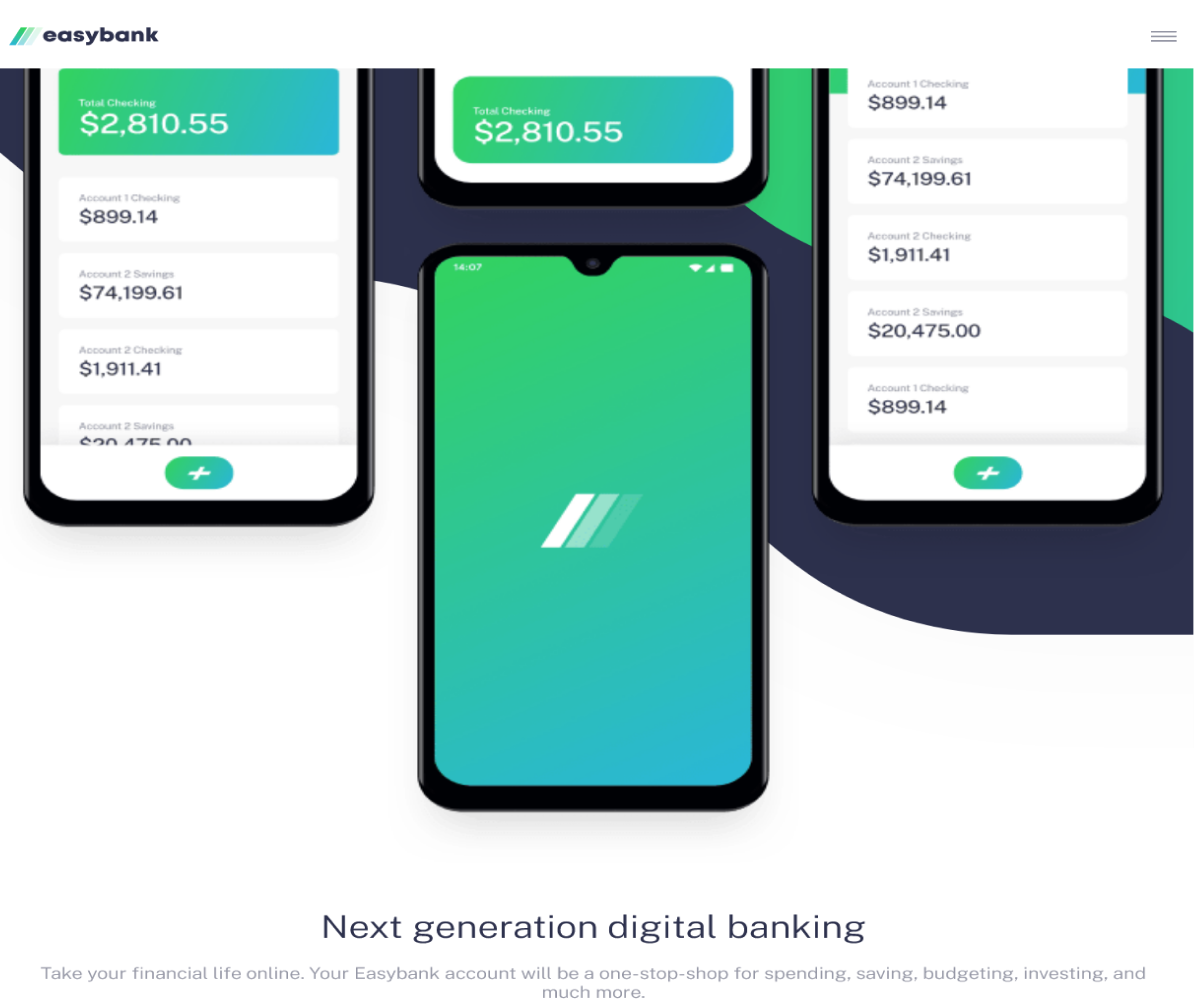 easybank
Total Checking
$2,810.55
Account 1 Checking
$899.14
Account 2 Savings
$74,199.61
Account 2 Checking
$1,911.41
Account 2 Savings
$20,475.00
Total Checking
$2,810.55
14:07
Account 1 Checking
$899.14
Account 2 Savings
$74,199.61
Account 2 Checking
$1,911.41
Account 2 Savings
$20,475.00
Account 1 Checking
$899.14
Next generation digital banking
Take your financial life online. Your Easybank account will be a one-stop-shop for spending, saving, budgeting, investing, and
much more.